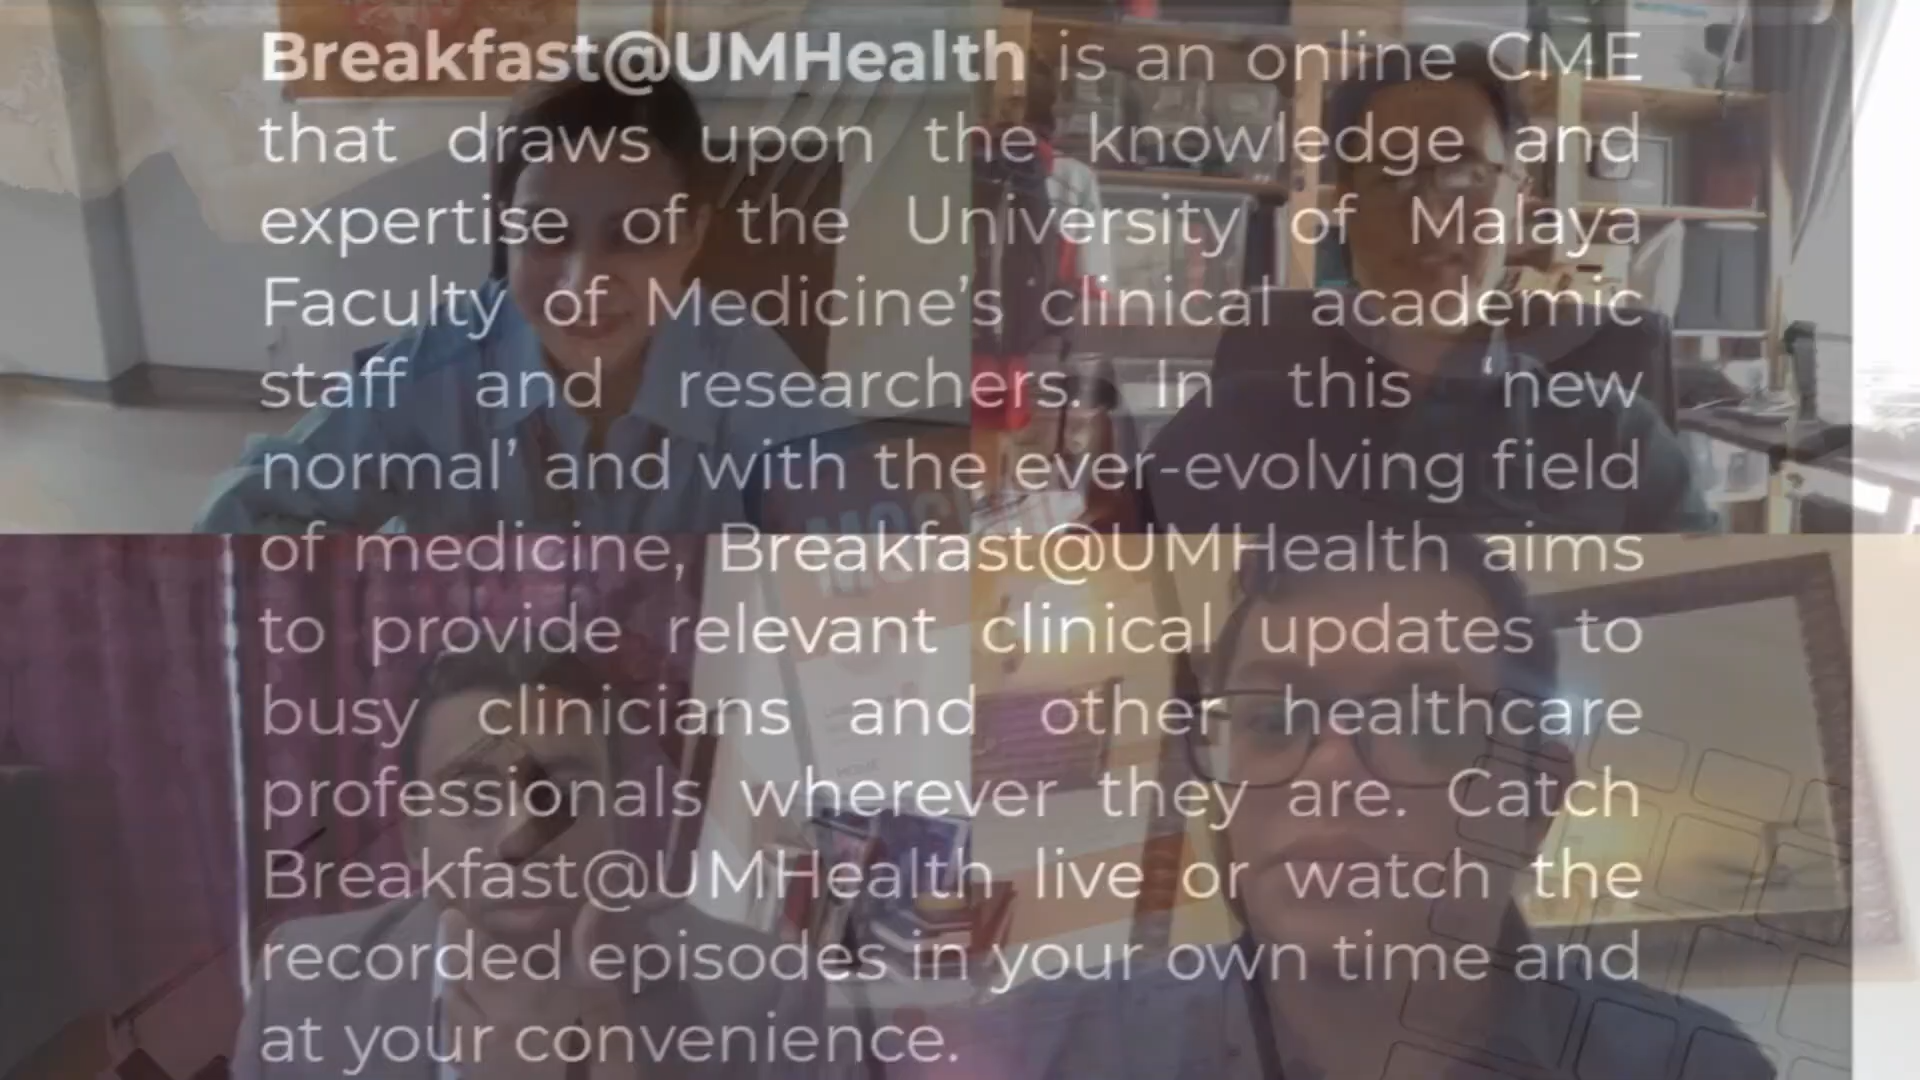 Breakfast@UMHealth is an online CME
that draws upon the knowledge and
expertise of the University of Malaya
Faculty of Medicine’s clinical academic
staff and researchers. In this ‘new
normal’ and with the ever-evolving field
of medicine, Breakfast@UMHealth aims
to provide relevant clinical updates to
busy clinicians and other healthcare
professionals wherever they are. Catch
Breakfast@UMHealth live or watch the
recorded episodes in your own time and
at your convenience.